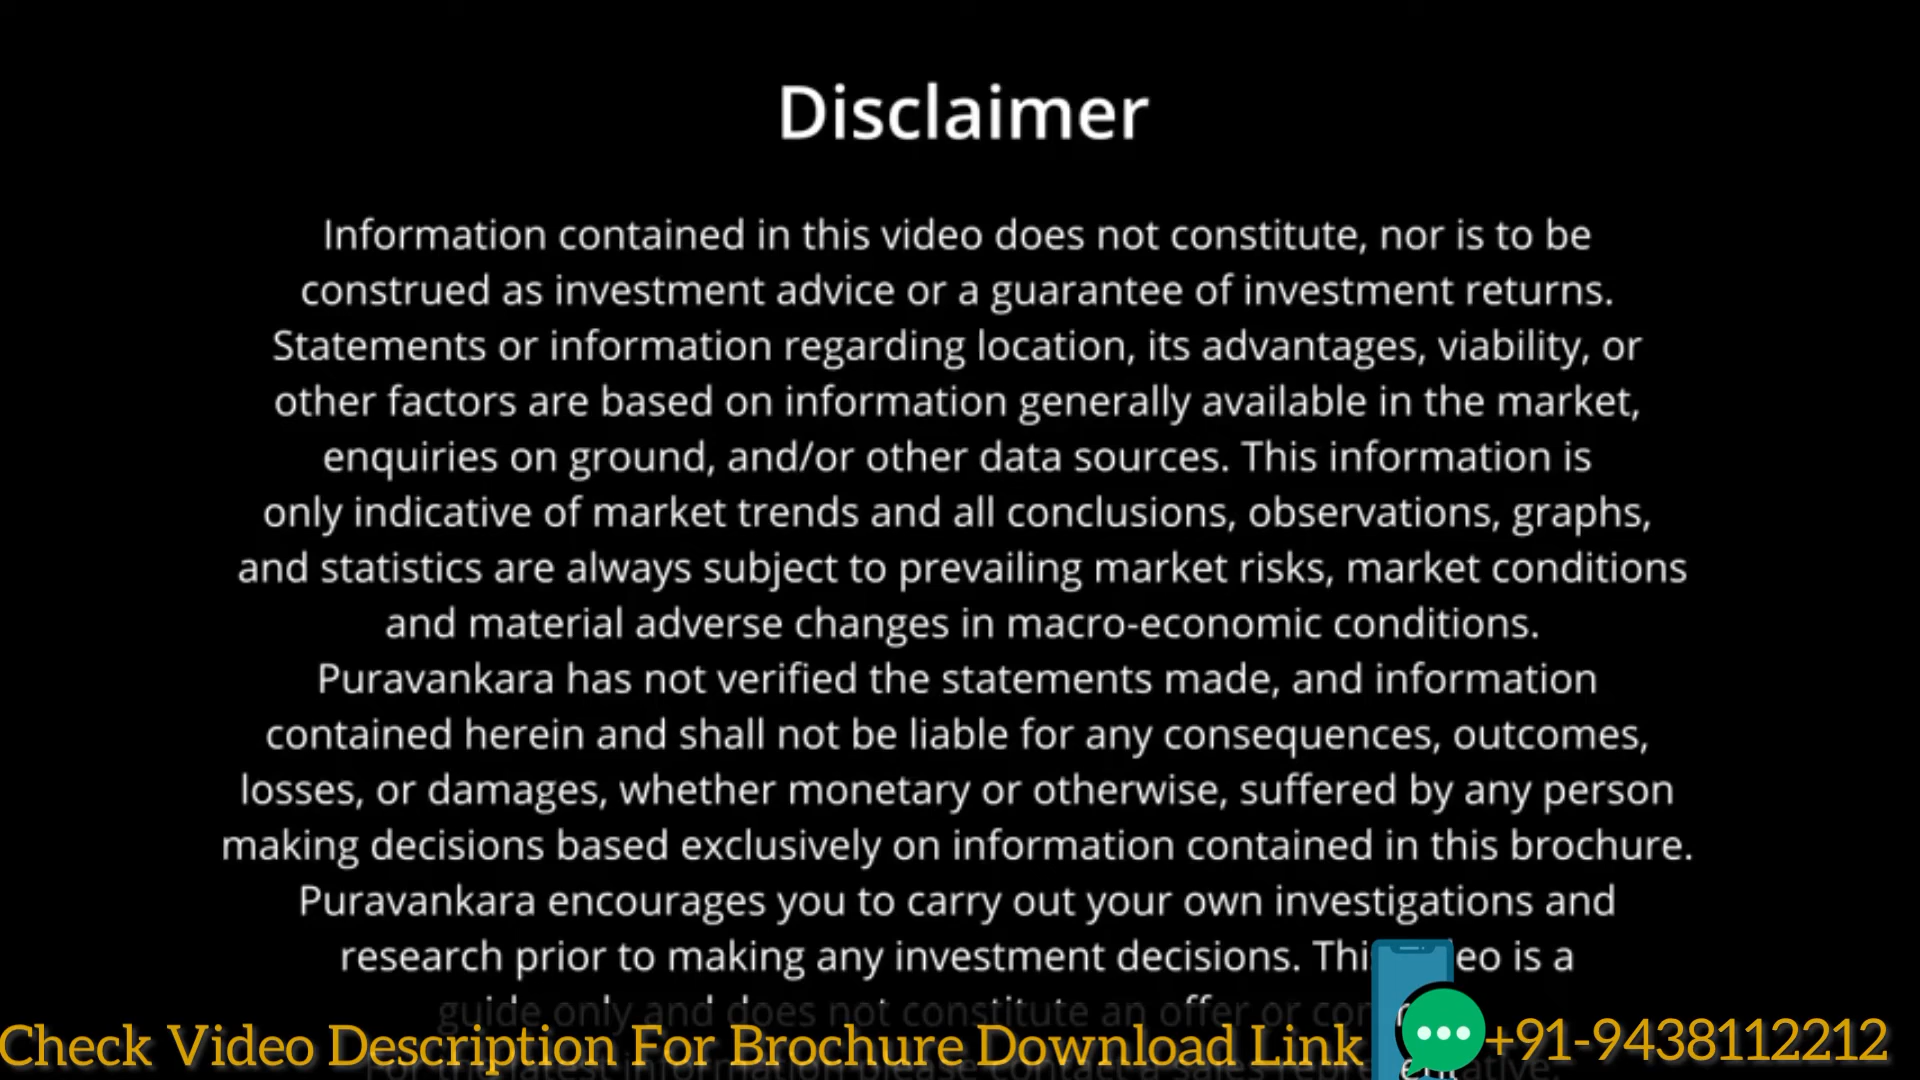 Disclaimer
Information contained in this video does not constitute, nor is to be
construed as investment advice or a guarantee of investment returns.
Statements or information regarding location, its advantages, viability, or
other factors are based on information generally available in the market,
enquiries on ground, and/or other data sources. This information is
only indicative of market trends and all conclusions, observations, graphs,
and statistics are always subject to prevailing market risks, market conditions
and material adverse changes in macro-economic conditions.
Puravankara has not verified the statements made, and information
contained herein and shall not be liable for any consequences, outcomes,
losses, or damages, whether monetary or otherwise, suffered by any person
making decisions based exclusively on information contained in this brochure.
Puravankara encourages you to carry out your own investigations and
research prior to making any investment decisions. is a
guide only and does not constitute an offer or
Check Video Description For Brochure Download Link +91-9438112212